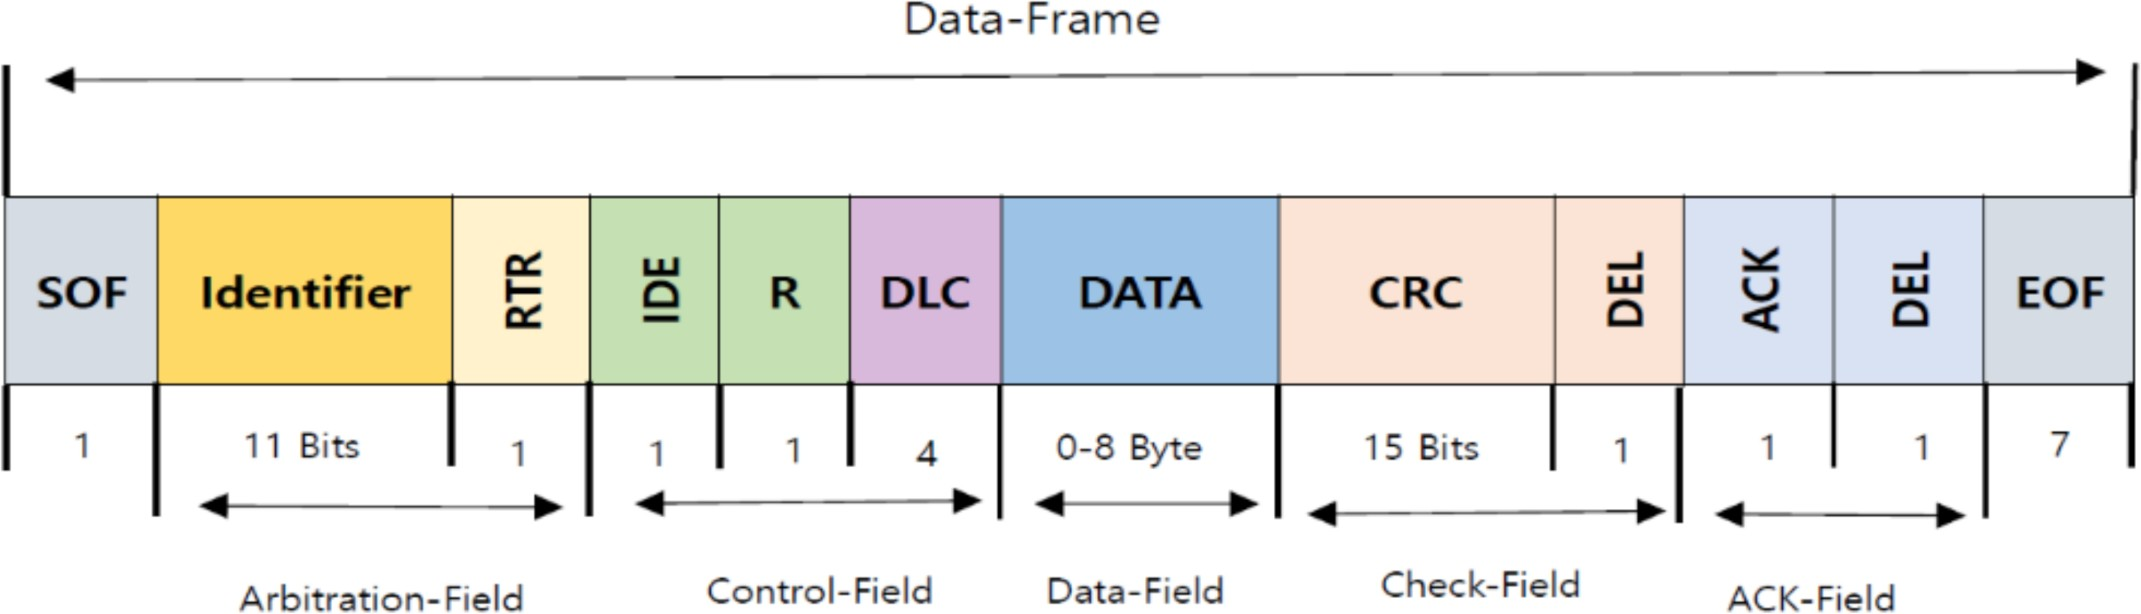 Data-Frame
SOF Identifier RTR IDE R DLC DATA CRC DEL ACK DEL EOF
1 11 Bits 1 1 1 4 0-8 Byte 15 Bits 1 1 1 7
Arbitration-Field Control-Field Data-Field Check-Field ACK-Field